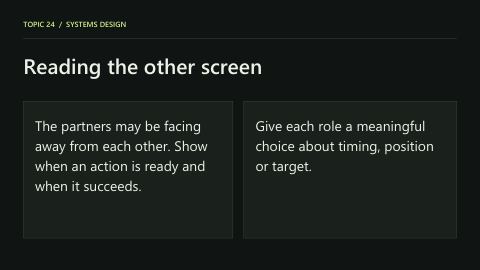 TOPIC 24 / SYSTEMS DESIGN
Reading the other screen
The partners may be facing
away from each other. Show
when an action is ready and
when it succeeds.
Give each role a meaningful
choice about timing, position
or target.